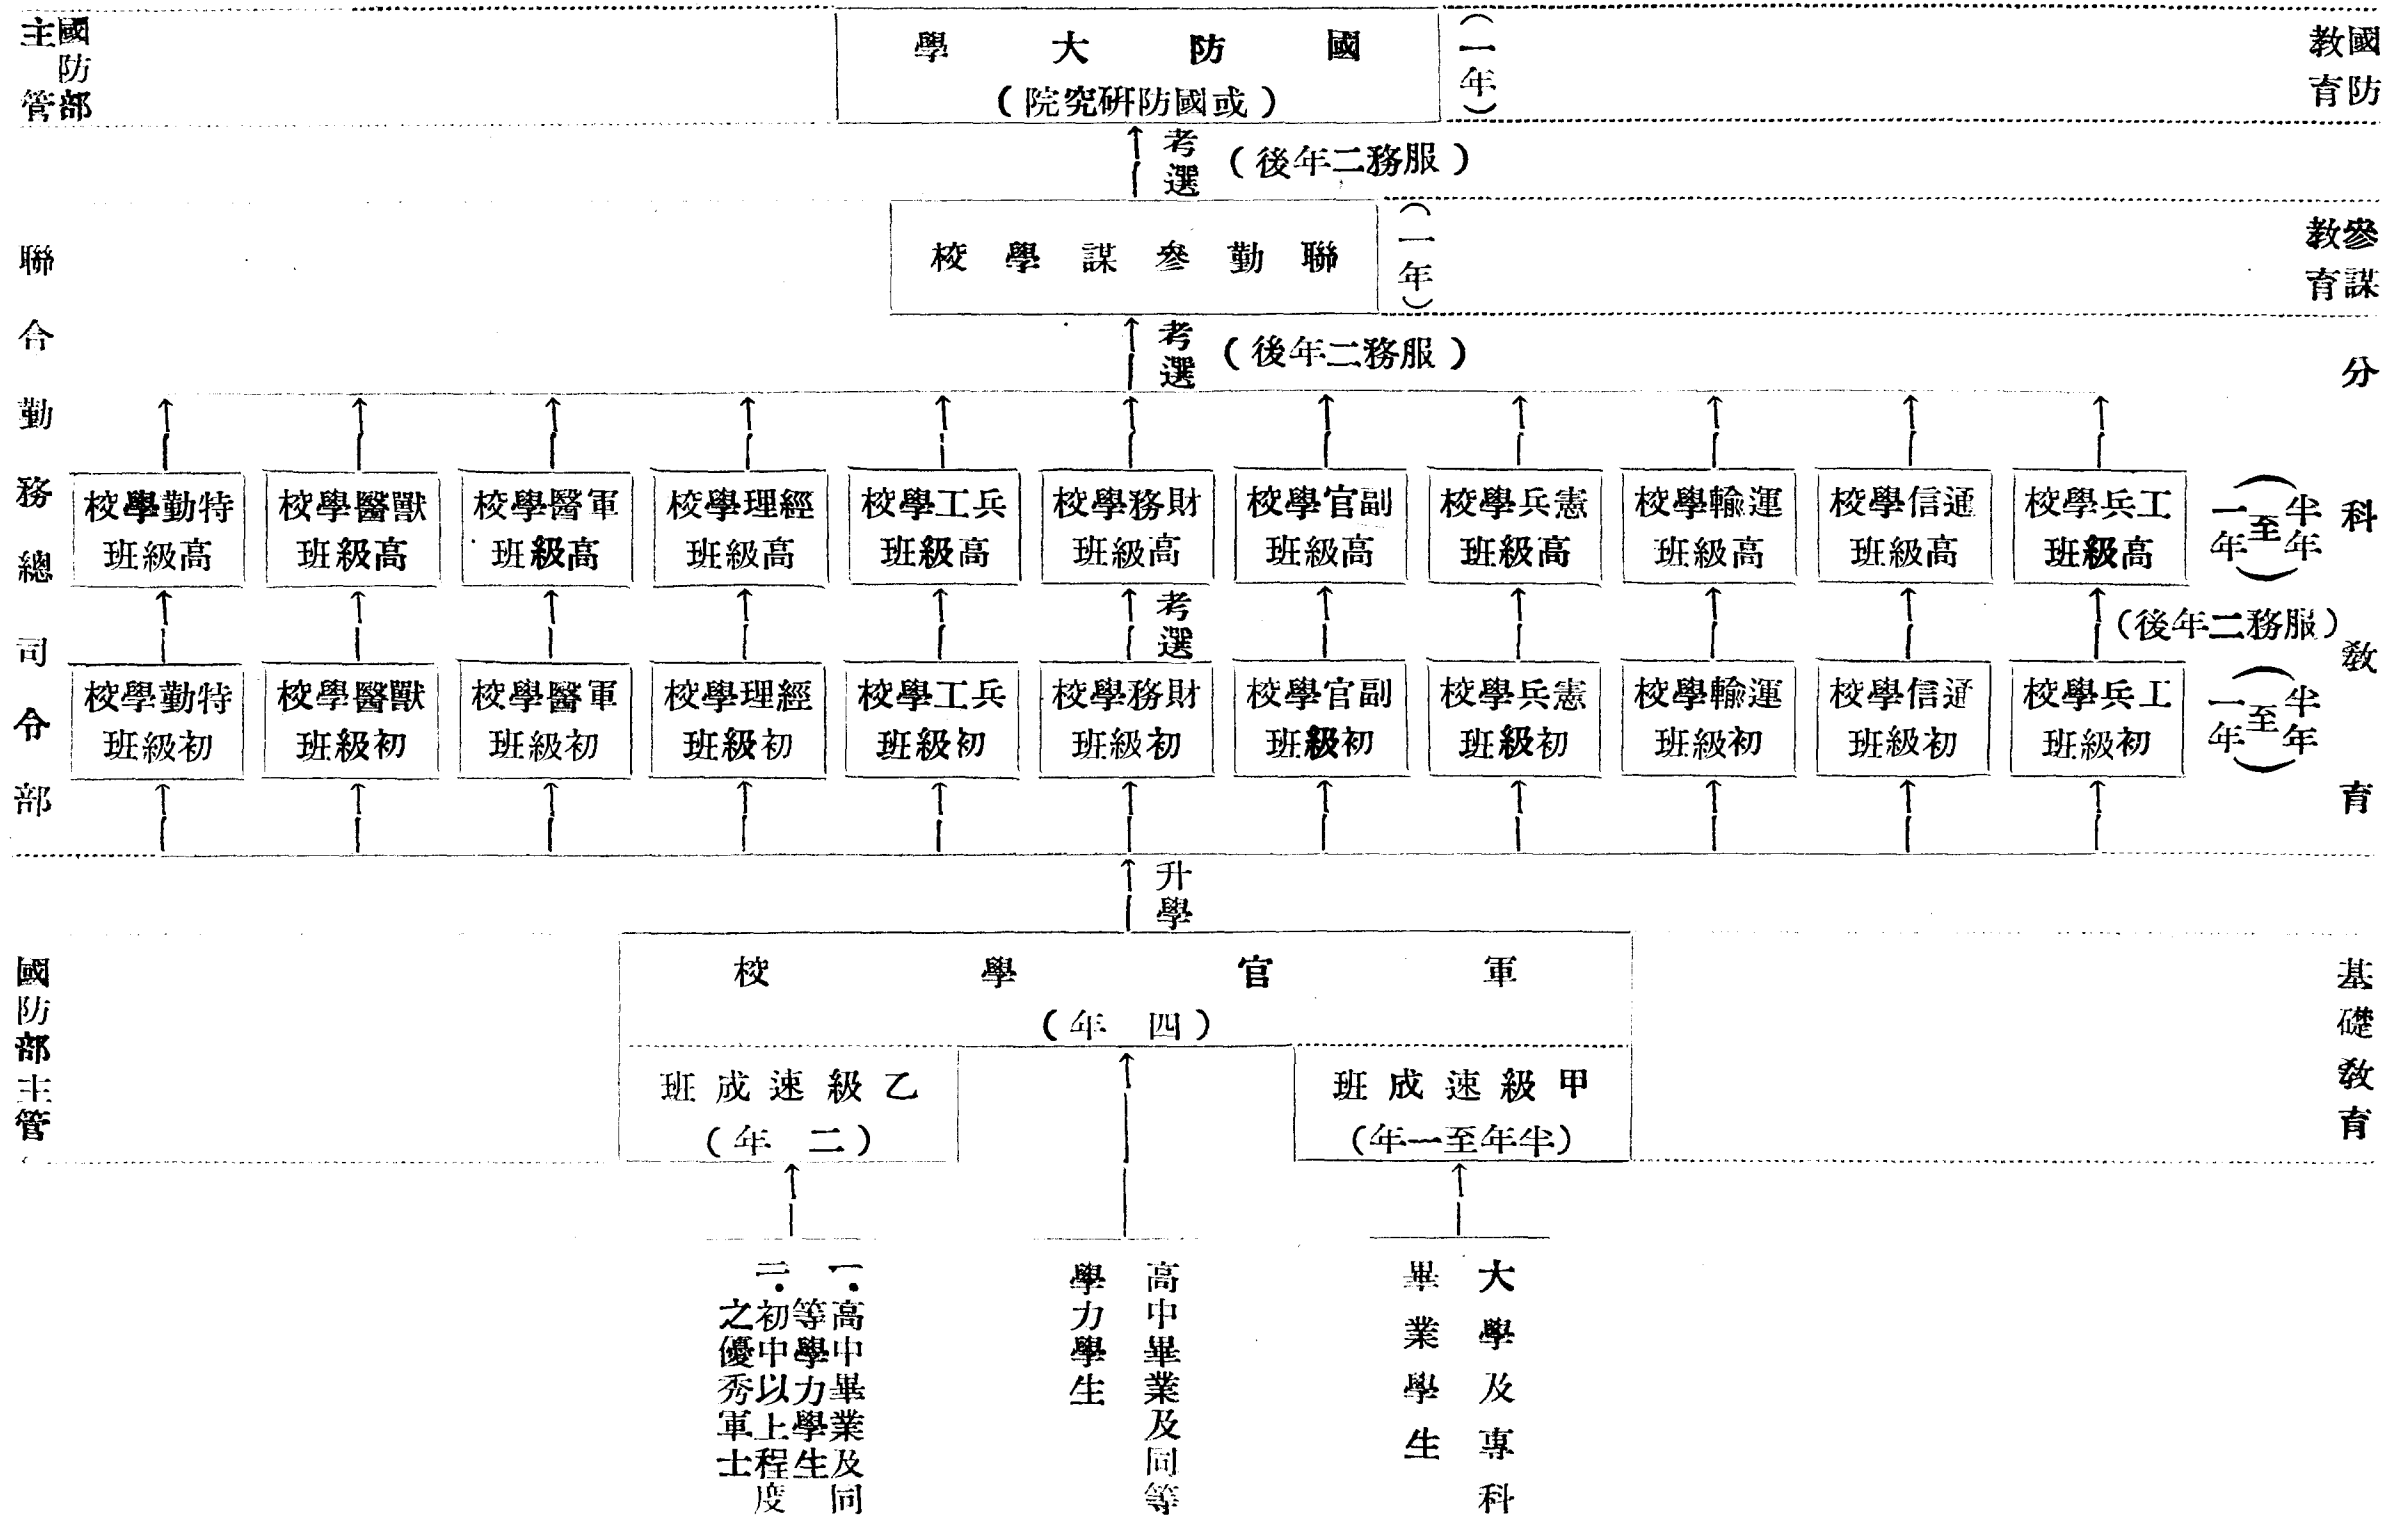 國防教育
國防大學
(或國防研究院)
(一年)
國防部主管
考選
(服務二年後)
參謀教育
聯勤參謀學校
(一年)
考選
(服務二年後)
分科教育
聯合勤務總司令部
(半年至一年)
工兵學校
高級班
通信學校
高級班
運輸學校
高級班
憲兵學校
高級班
副官學校
高級班
財務學校
高級班
兵工學校
高級班
經理學校
高級班
軍醫學校
高級班
獸醫學校
高級班
特勤學校
高級班
(服務二年後)
考選
(半年至一年)
工兵學校
初級班
通信學校
初級班
運輸學校
初級班
憲兵學校
初級班
副官學校
初級班
財務學校
初級班
兵工學校
初級班
經理學校
初級班
軍醫學校
初級班
獸醫學校
初級班
特勤學校
初級班
升學
基礎教育
軍官學校
(四年)
甲級速成班
(半年至一年)
乙級速成班
(二年)
國防部主管
大學及專科
畢業學生
高中畢業及同等
學力學生
一.高中畢業及同
等學力學生
二.初中以上程度
之優秀軍士